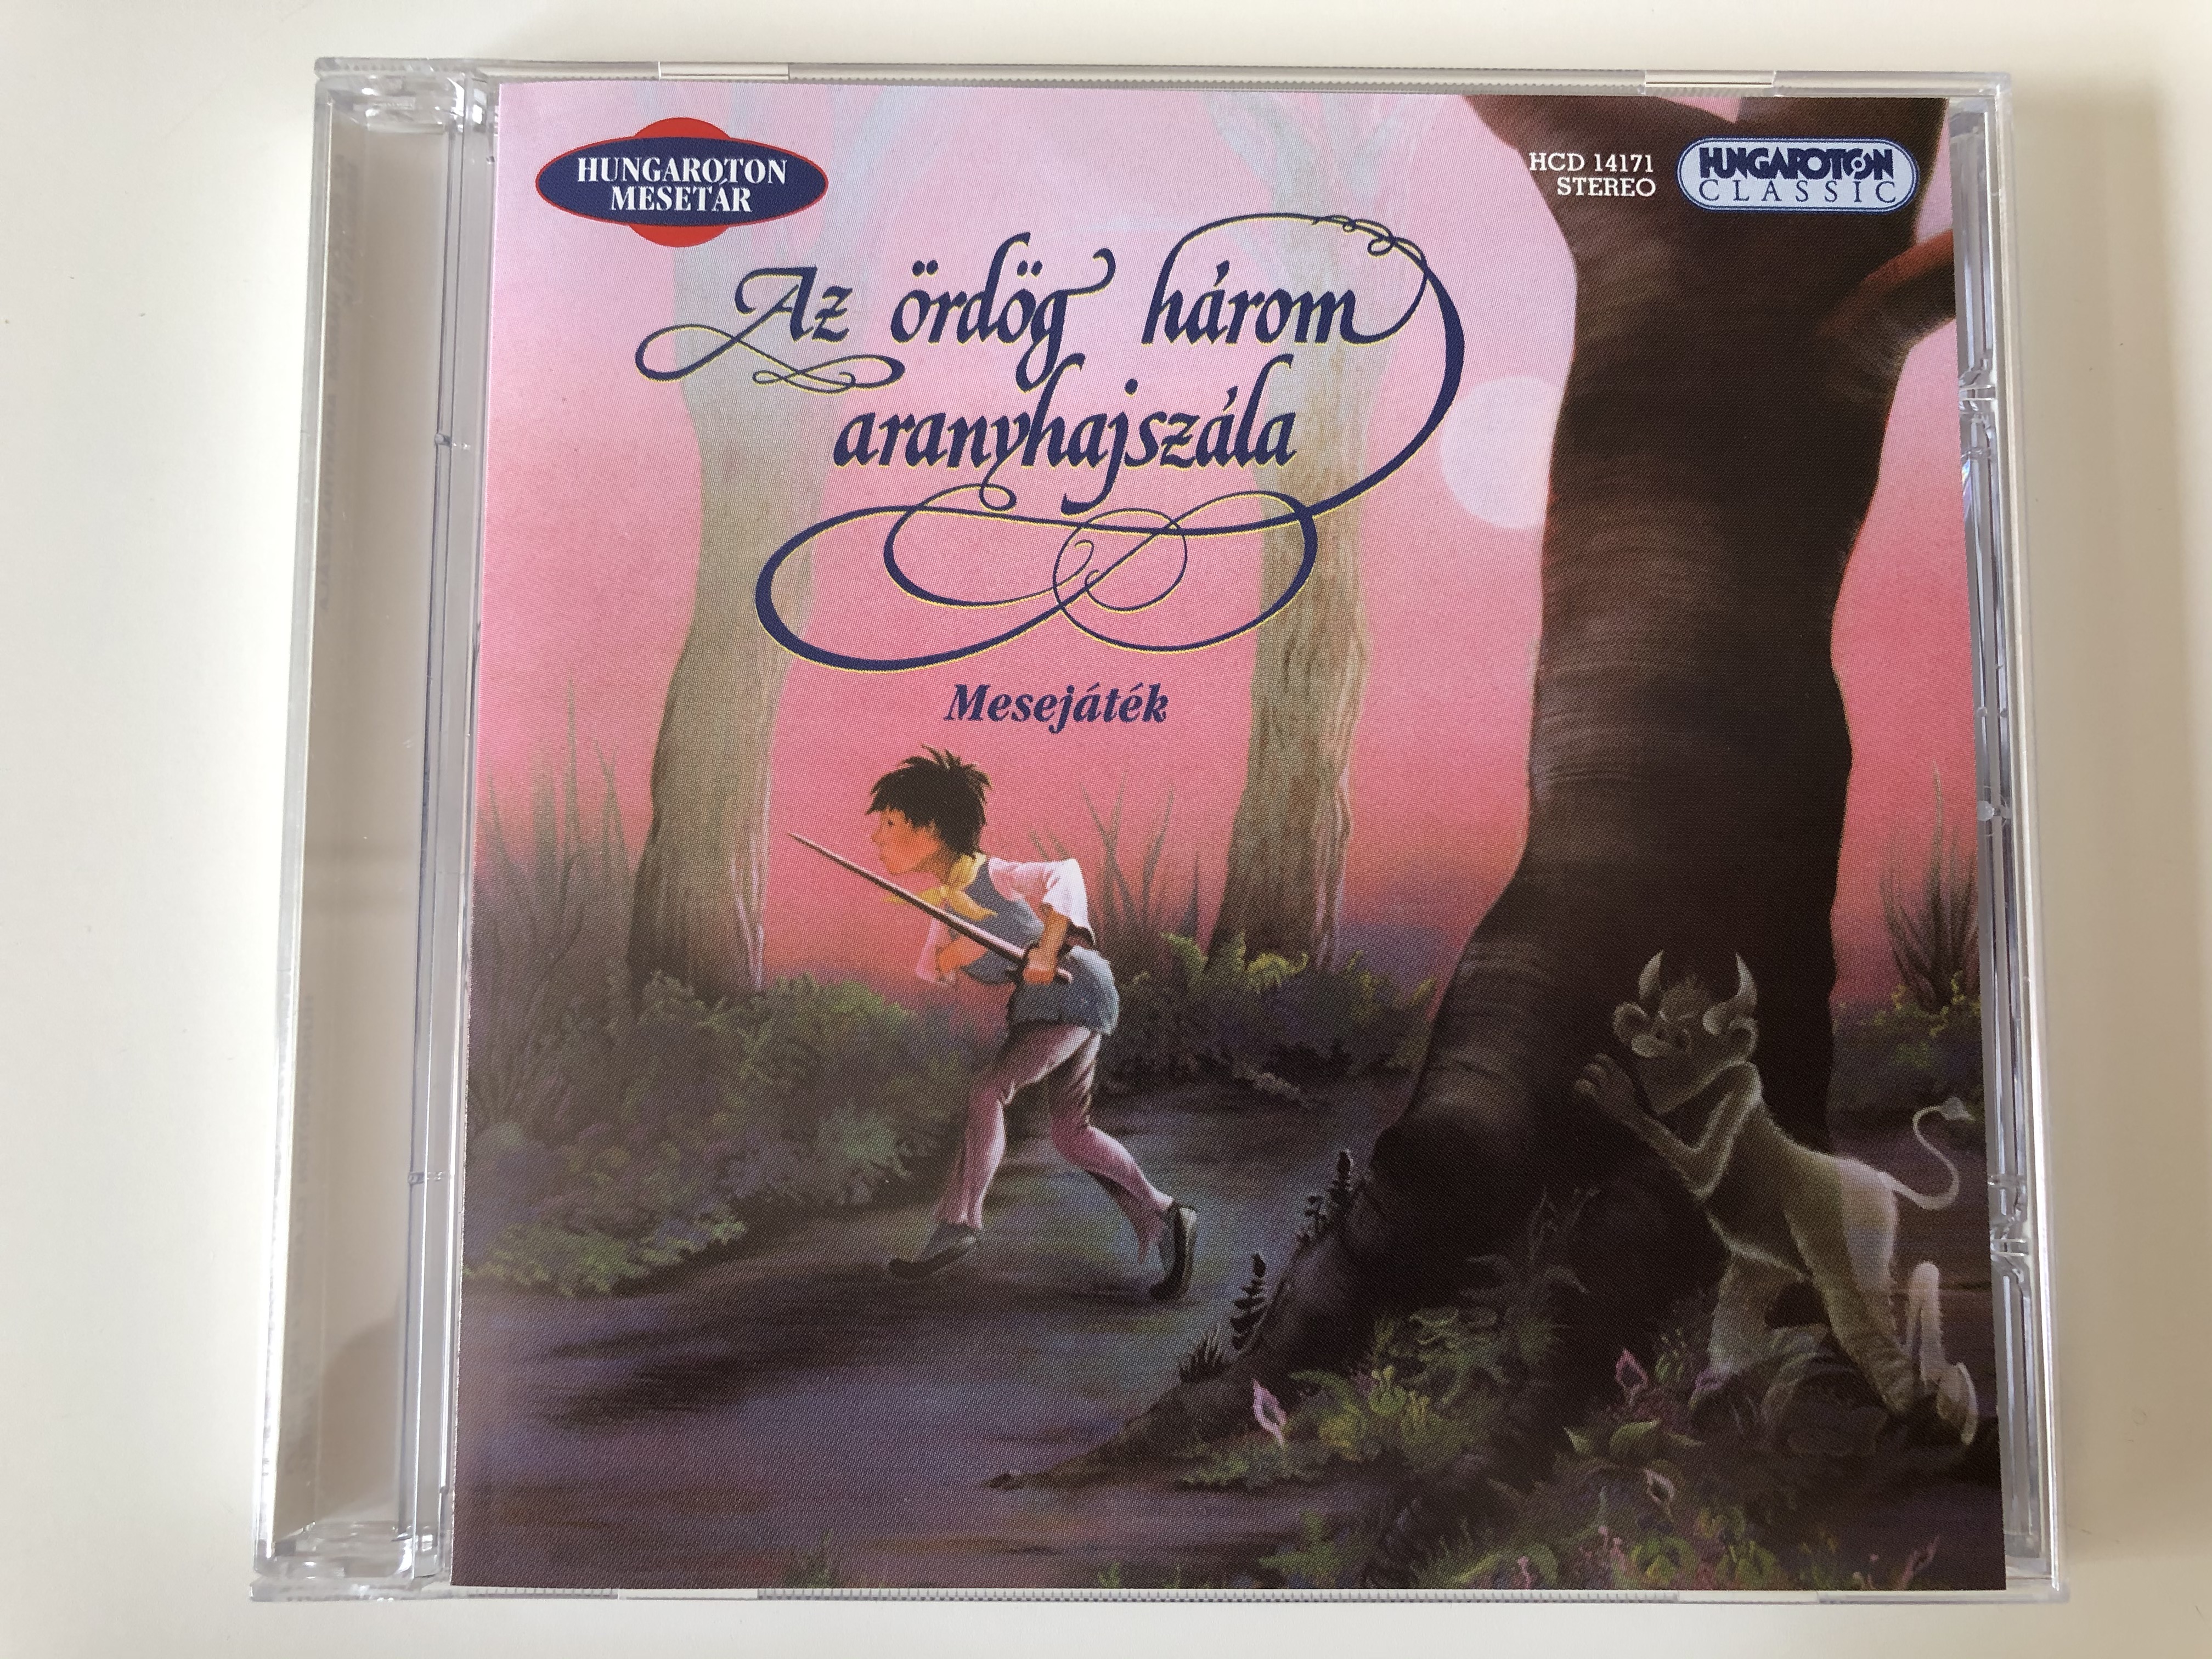 HUNGAROTON
MESETÁR
HCD 14171
STEREO
HUNGAROTON
CLASSIC
Az ördög három
aranyhajszála
Mesejáték